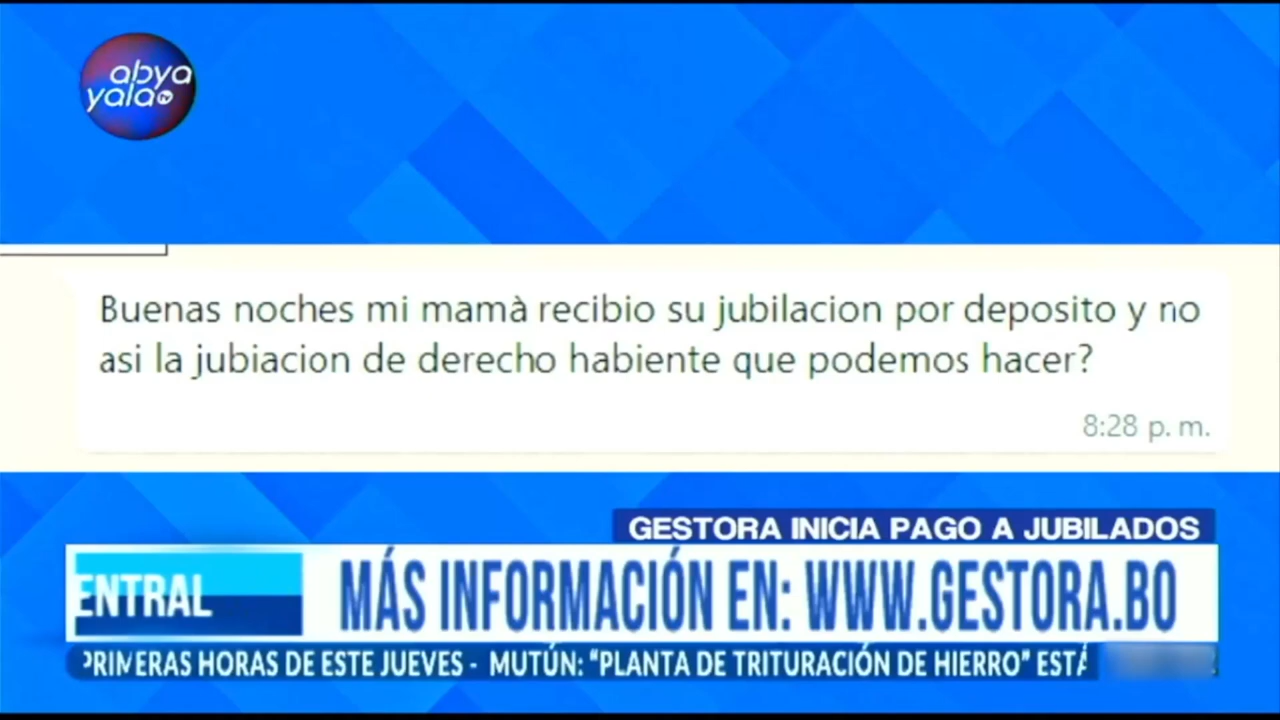 abya
yala tv
Buenas noches mi mamà recibio su jubilacion por deposito y no
asi la jubiacion de derecho habiente que podemos hacer?
8:28 p. m.
GESTORA INICIA PAGO A JUBILADOS
ENTRAL
MÁS INFORMACIÓN EN: WWW.GESTORA.BO
PRIMERAS HORAS DE ESTE JUEVES - MUTÚN: “PLANTA DE TRITURACIÓN DE HIERRO” ESTÁ